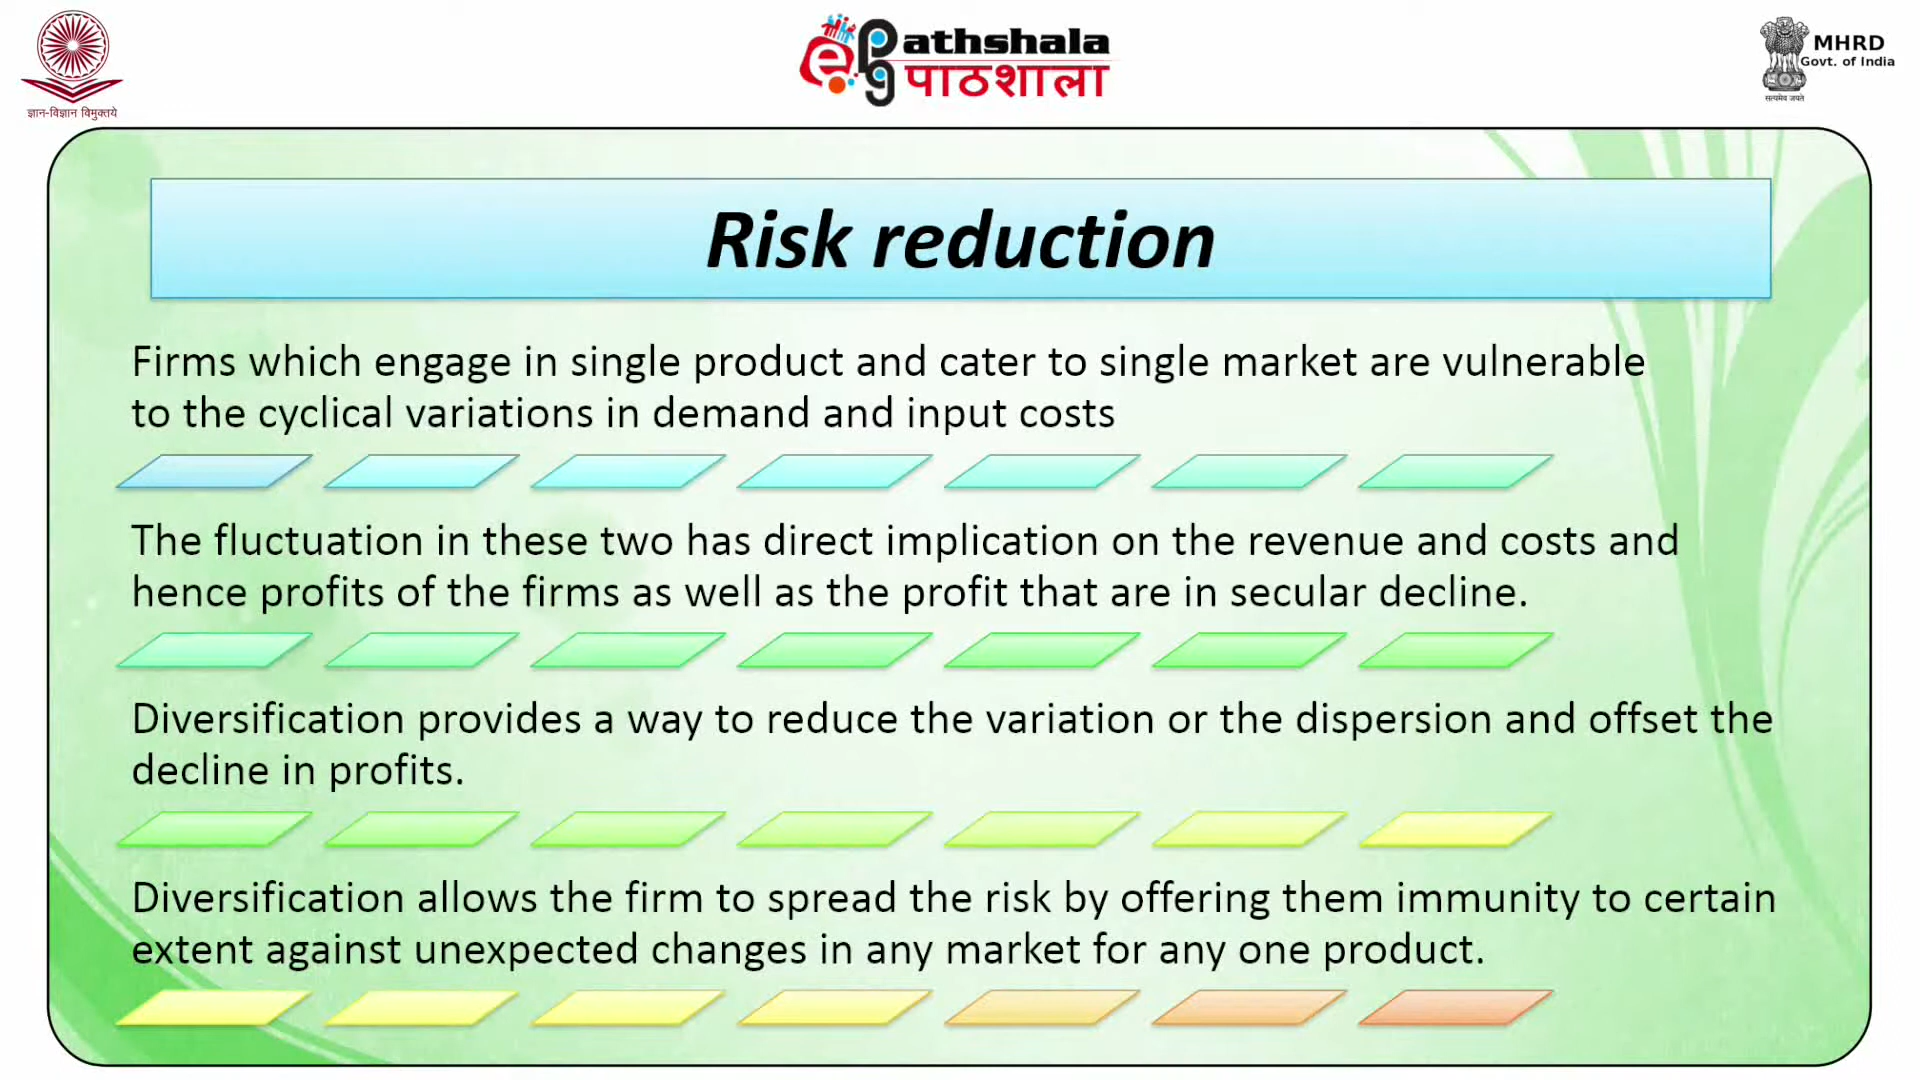 ज्ञान-विज्ञान विमुक्तये
e pg athshala
पाठशाला
MHRD
Govt. of India
सत्यमेव जयते
Risk reduction
Firms which engage in single product and cater to single market are vulnerable
to the cyclical variations in demand and input costs
The fluctuation in these two has direct implication on the revenue and costs and
hence profits of the firms as well as the profit that are in secular decline.
Diversification provides a way to reduce the variation or the dispersion and offset the
decline in profits.
Diversification allows the firm to spread the risk by offering them immunity to certain
extent against unexpected changes in any market for any one product.